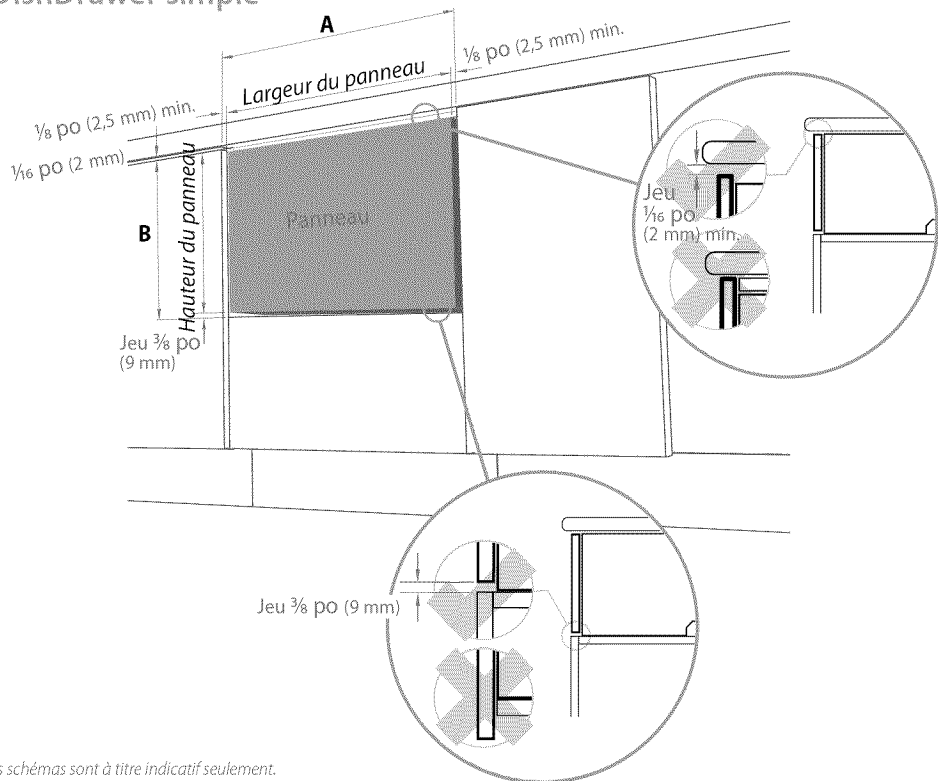 DishDrawer simple
A
⅛ po (2,5 mm) min.
Largeur du panneau
⅛ po (2,5 mm) min.
1⁄16 po (2 mm)
B
Hauteur du panneau
Panneau
Jeu ⅜ po
(9 mm)
Jeu
1⁄16 po
(2 mm) min.
Jeu ⅜ po (9 mm)
s schémas sont à titre indicatif seulement.